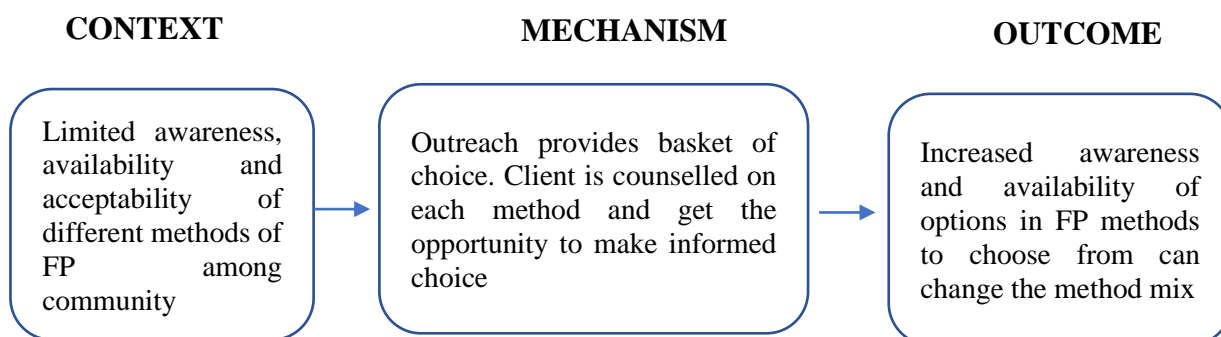 CONTEXT
MECHANISM
OUTCOME
Limited awareness,
availability and
acceptability of
different methods of
FP among
community
Outreach provides basket of
choice. Client is counselled on
each method and get the
opportunity to make informed
choice
Increased awareness
and availability of
options in FP methods
to choose from can
change the method mix